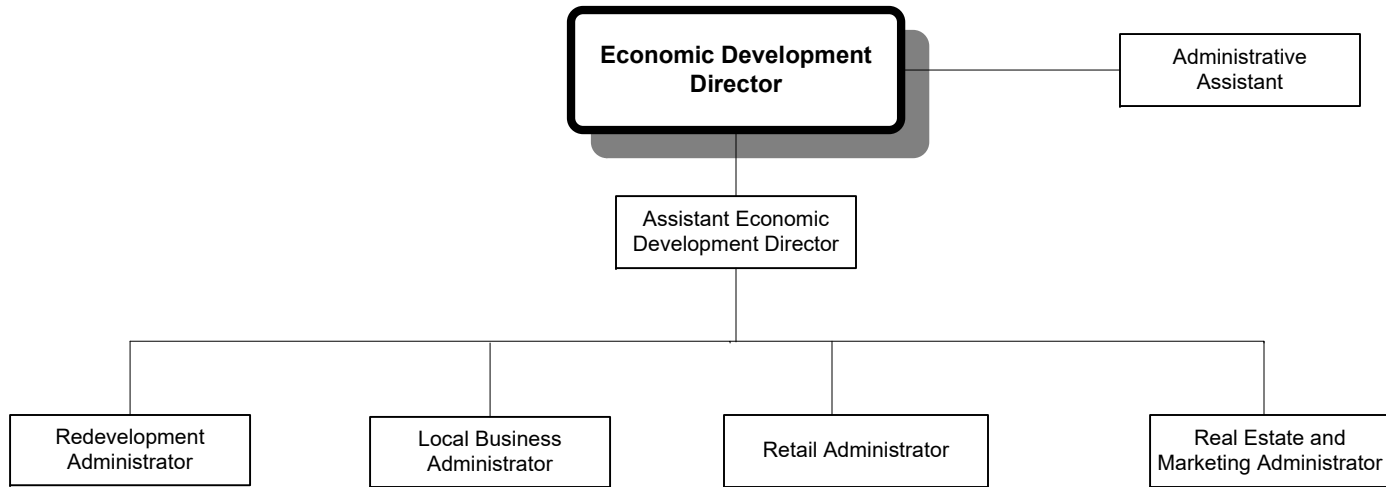 Economic Development
Director
Administrative
Assistant
Assistant Economic
Development Director
Redevelopment
Administrator
Local Business
Administrator
Retail Administrator
Real Estate and
Marketing Administrator